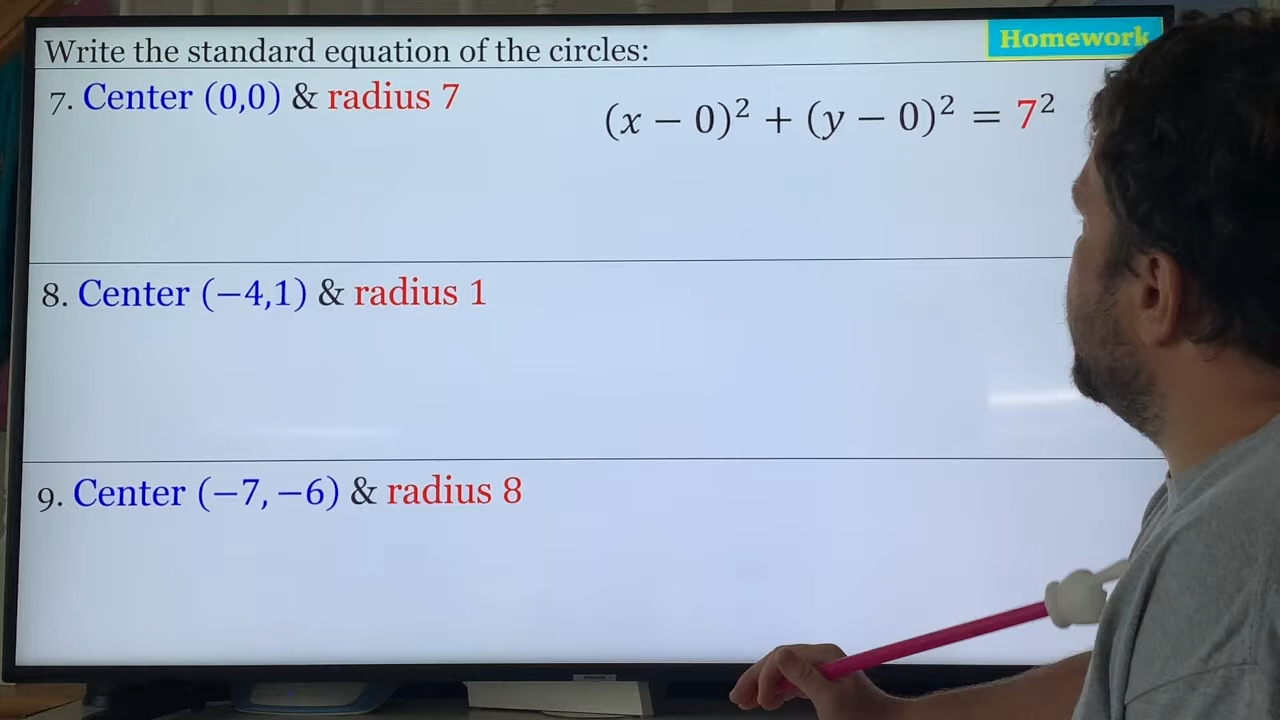 Write the standard equation of the circles:
Homework
7. Center (0,0) & radius 7
(x − 0)² + (y − 0)² = 7²
8. Center (−4,1) & radius 1
9. Center (−7, −6) & radius 8